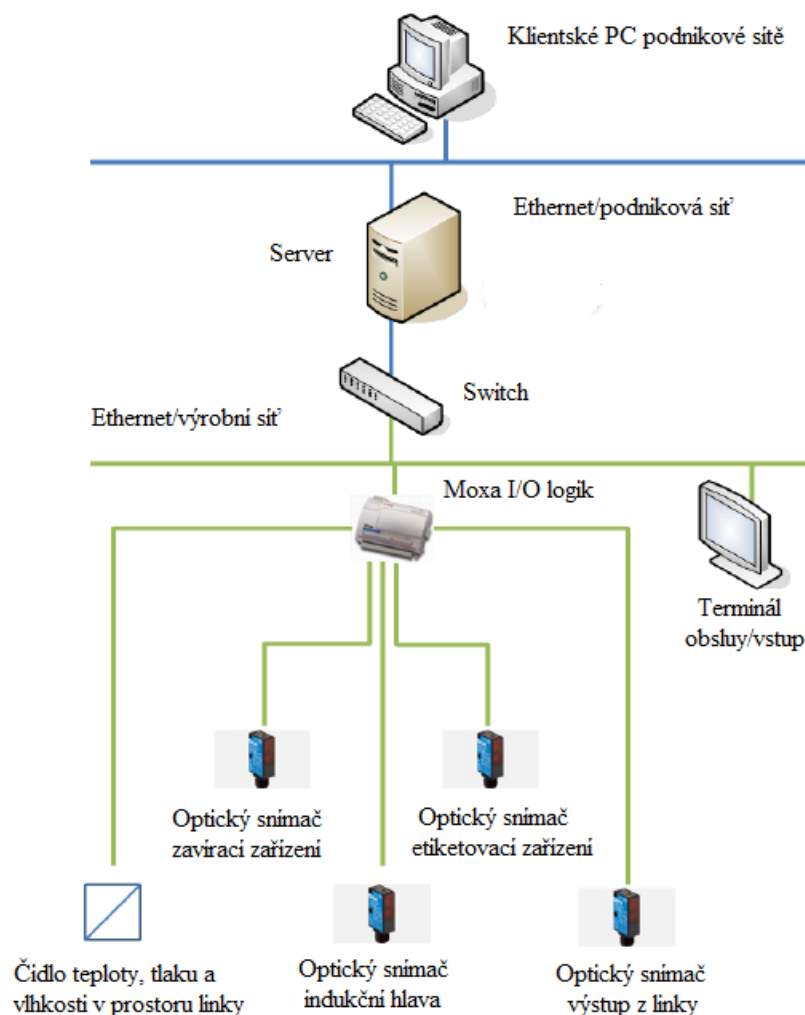 Klientské PC podnikové sítě
Ethernet/podniková síť
Server
Switch
Ethernet/výrobní síť
Moxa I/O logik
Terminál
obsluy/vstup
Optický snímač
zavírací zařízení
Optický snímač
etiketovací zařízení
Čidlo teploty, tlaku a
vlhkosti v prostoru linky
Optický snímač
indukční hlava
Optický snímač
výstup z linky